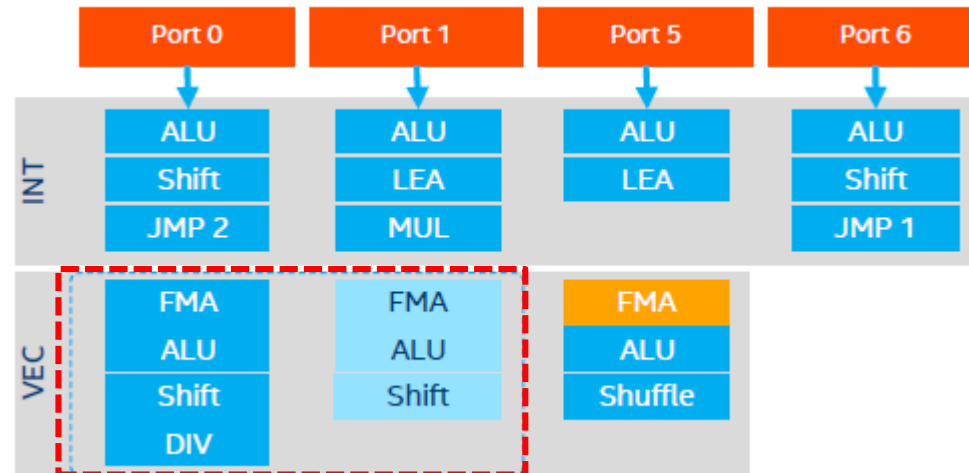 Port 0 Port 1 Port 5 Port 6
INT
ALU ALU ALU ALU
Shift LEA LEA Shift
JMP 2 MUL JMP 1
VEC
FMA FMA FMA
ALU ALU ALU
Shift Shift Shuffle
DIV